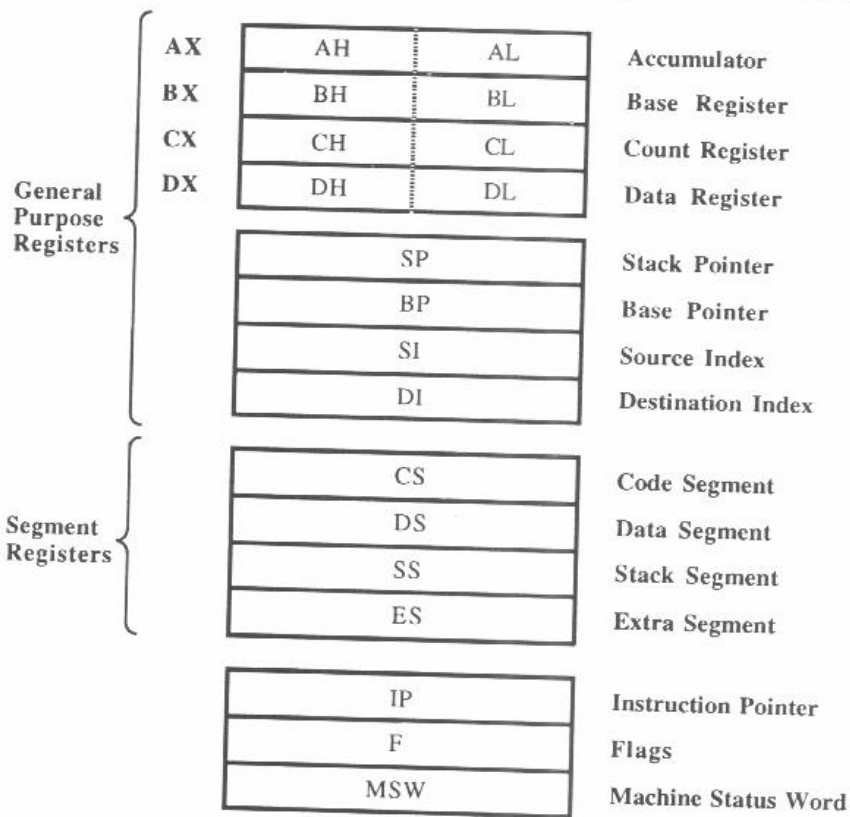 AX AH AL Accumulator
BX BH BL Base Register
CX CH CL Count Register
DX DH DL Data Register
General
Purpose
Registers
SP Stack Pointer
BP Base Pointer
SI Source Index
DI Destination Index
CS Code Segment
DS Data Segment
Segment
Registers
SS Stack Segment
ES Extra Segment
IP Instruction Pointer
F Flags
MSW Machine Status Word